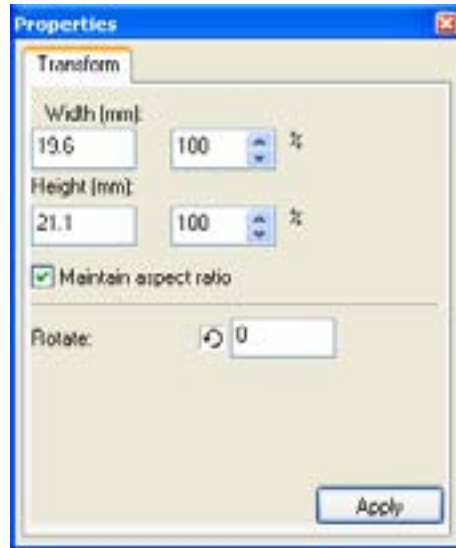 Properties
Transform
Width (mm):
19.6 100 %
Height (mm):
21.1 100 %
Maintain aspect ratio
Rotate: 0
Apply